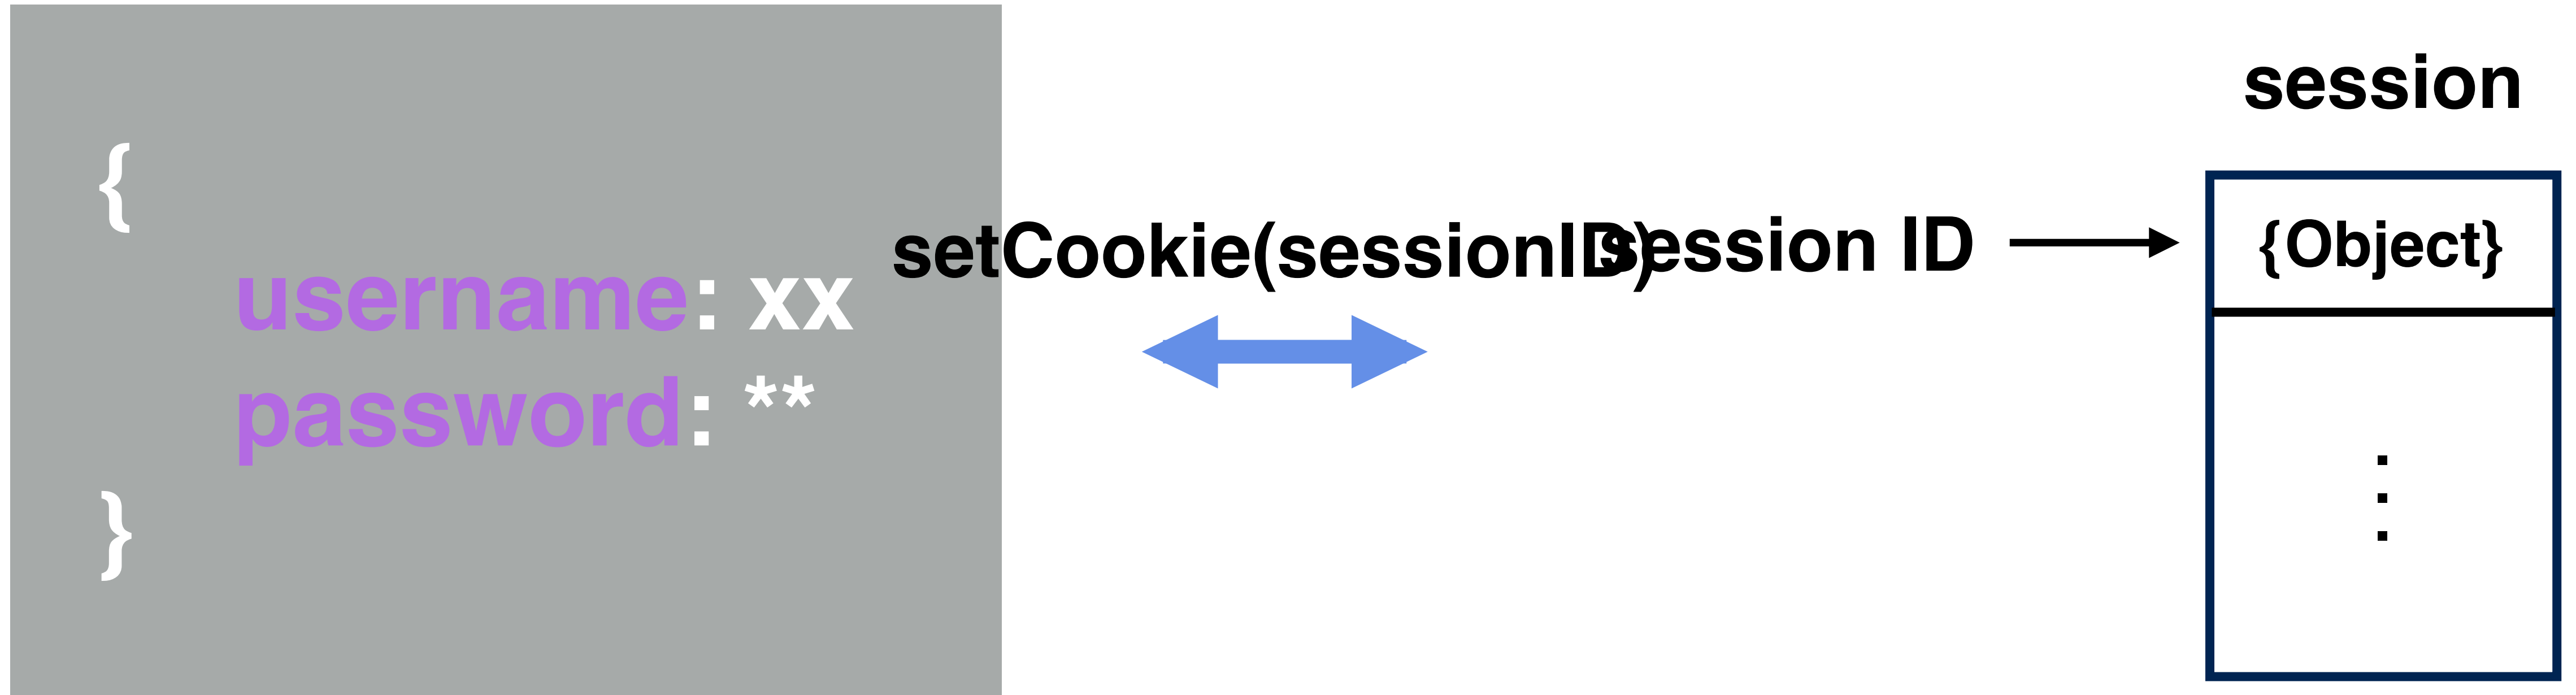 {
username: xx
password: **
}
setCookie(sessionID)
session ID
session
{Object}